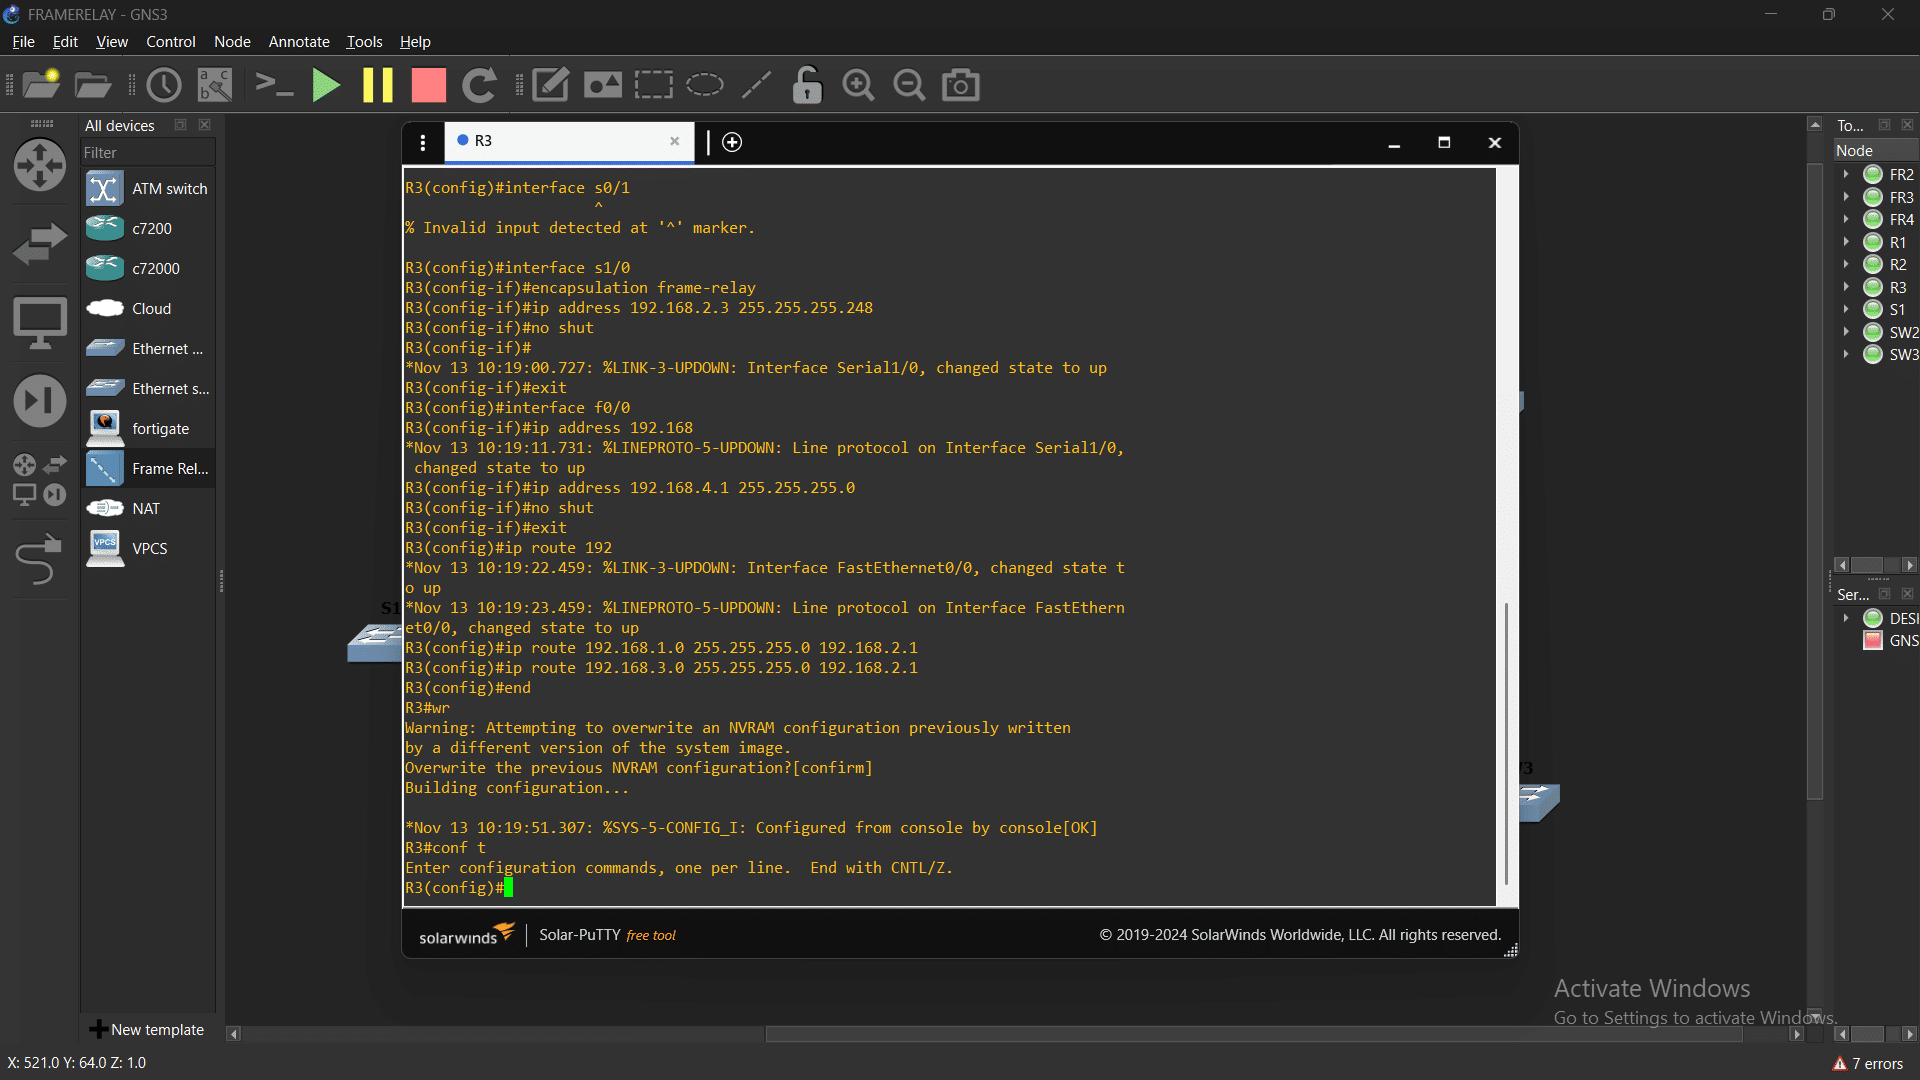 FRAMERELAY - GNS3
File Edit View Control Node Annotate Tools Help
a c
b
All devices
Filter
ATM switch
c7200
c72000
Cloud
Ethernet ...
Ethernet s...
fortigate
Frame Rel...
NAT
VPCS
VPCS
New template
R3
R3(config)#interface s0/1
^
% Invalid input detected at '^' marker.
R3(config)#interface s1/0
R3(config-if)#encapsulation frame-relay
R3(config-if)#ip address 192.168.2.3 255.255.255.248
R3(config-if)#no shut
R3(config-if)#
*Nov 13 10:19:00.727: %LINK-3-UPDOWN: Interface Serial1/0, changed state to up
R3(config-if)#exit
R3(config)#interface f0/0
R3(config-if)#ip address 192.168
*Nov 13 10:19:11.731: %LINEPROTO-5-UPDOWN: Line protocol on Interface Serial1/0,
changed state to up
R3(config-if)#ip address 192.168.4.1 255.255.255.0
R3(config-if)#no shut
R3(config-if)#exit
R3(config)#ip route 192
*Nov 13 10:19:22.459: %LINK-3-UPDOWN: Interface FastEthernet0/0, changed state t
o up
*Nov 13 10:19:23.459: %LINEPROTO-5-UPDOWN: Line protocol on Interface FastEthern
et0/0, changed state to up
R3(config)#ip route 192.168.1.0 255.255.255.0 192.168.2.1
R3(config)#ip route 192.168.3.0 255.255.255.0 192.168.2.1
R3(config)#end
R3#wr
Warning: Attempting to overwrite an NVRAM configuration previously written
by a different version of the system image.
Overwrite the previous NVRAM configuration?[confirm]
Building configuration...
*Nov 13 10:19:51.307: %SYS-5-CONFIG_I: Configured from console by console[OK]
R3#conf t
Enter configuration commands, one per line.  End with CNTL/Z.
R3(config)#
solarwinds Solar-PuTTY free tool
© 2019-2024 SolarWinds Worldwide, LLC. All rights reserved.
S1
3
To...
Node
FR2
FR3
FR4
R1
R2
R3
S1
SW2
SW3
Ser...
DESI
GNS
Activate Windows
Go to Settings to activate Windows.
X: 521.0 Y: 64.0 Z: 1.0
7 errors